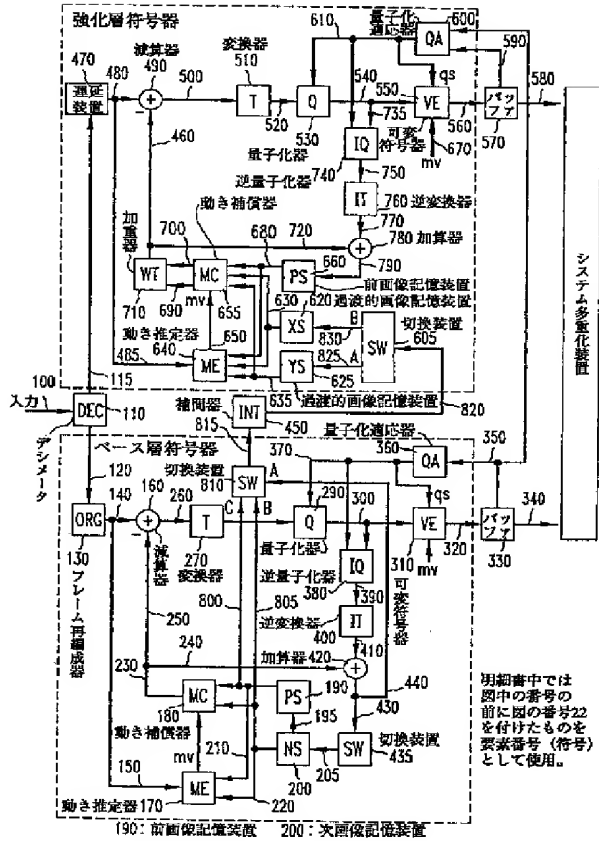 強化層符号器
470
遅延装置
480
減算器
490
500
変換器
510
T
520
610
量子化適応器
600
QA
590
Q
530
540
735
550
qs
VE
560
バッファ
570
580
460
量子化器
IQ
740
逆量子化器
可変符号器
670
mv
750
IT
760
逆変換器
770
780
加算器
790
動き補償器
加重器
700
680
720
660
WT
710
690
MC
655
mv
PS
前画像記憶装置
過渡的画像記憶装置
630
620
XS
B
830
切換装置
605
SW
動き推定器
650
640
ME
485
825
A
YS
625
635
過渡的画像記憶装置
820
システム多重化装置
100
115
入力
DEC
110
デシメータ
補間器
INT
450
815
120
ベース層符号器
切換装置
810
SW
A
C
B
370
量子化適応器
360
QA
350
140
160
260
ORG
130
減算器
T
270
変換器
290
Q
量子化器
300
qs
VE
310
mv
320
バッファ
330
340
フレーム再編成器
250
800
805
逆量子化器
IQ
380
390
逆変換器
IT
400
410
可変符号器
240
230
加算器
420
440
MC
180
動き補償器
PS
190
195
430
210
mv
150
ME
動き推定器170
NS
200
205
220
SW
切換装置
435
明細書中では
図中の番号の
前に図の番号22
を付けたものを
要素番号(符号)
として使用。
190:前画像記憶装置 200:次画像記憶装置